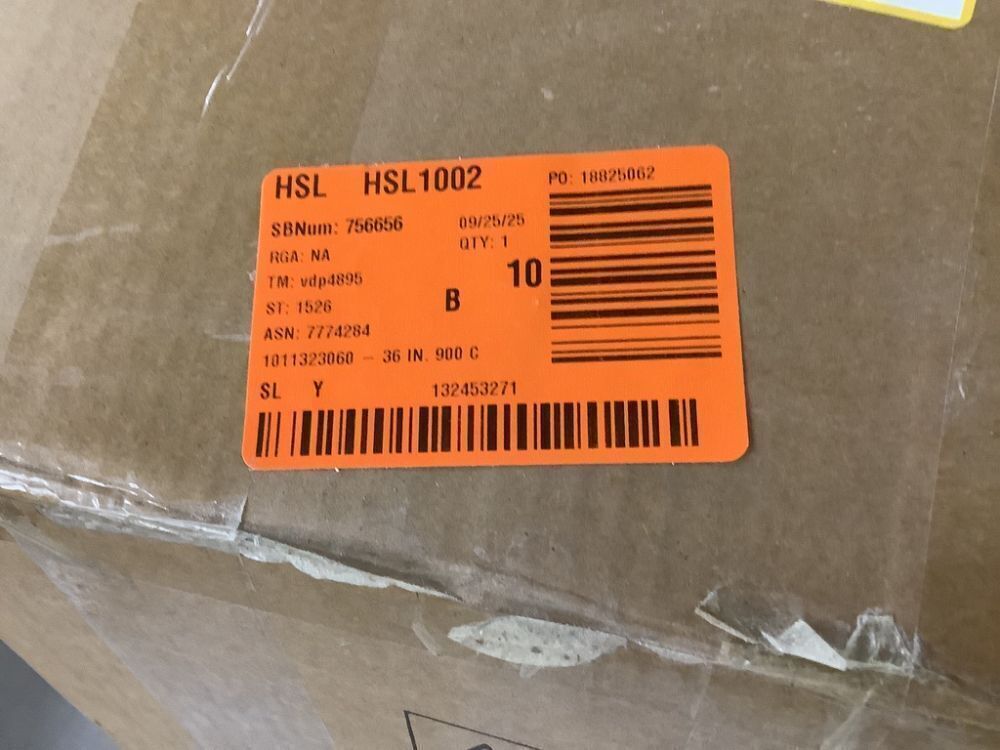 HSL HSL1002
PO: 18825062
SBNum: 756656
09/25/25
QTY: 1
RGA: NA
10
TM: vdp4895
B
ST: 1526
ASN: 7774284
1011323060 - 36 IN. 900 C
SL Y
132453271